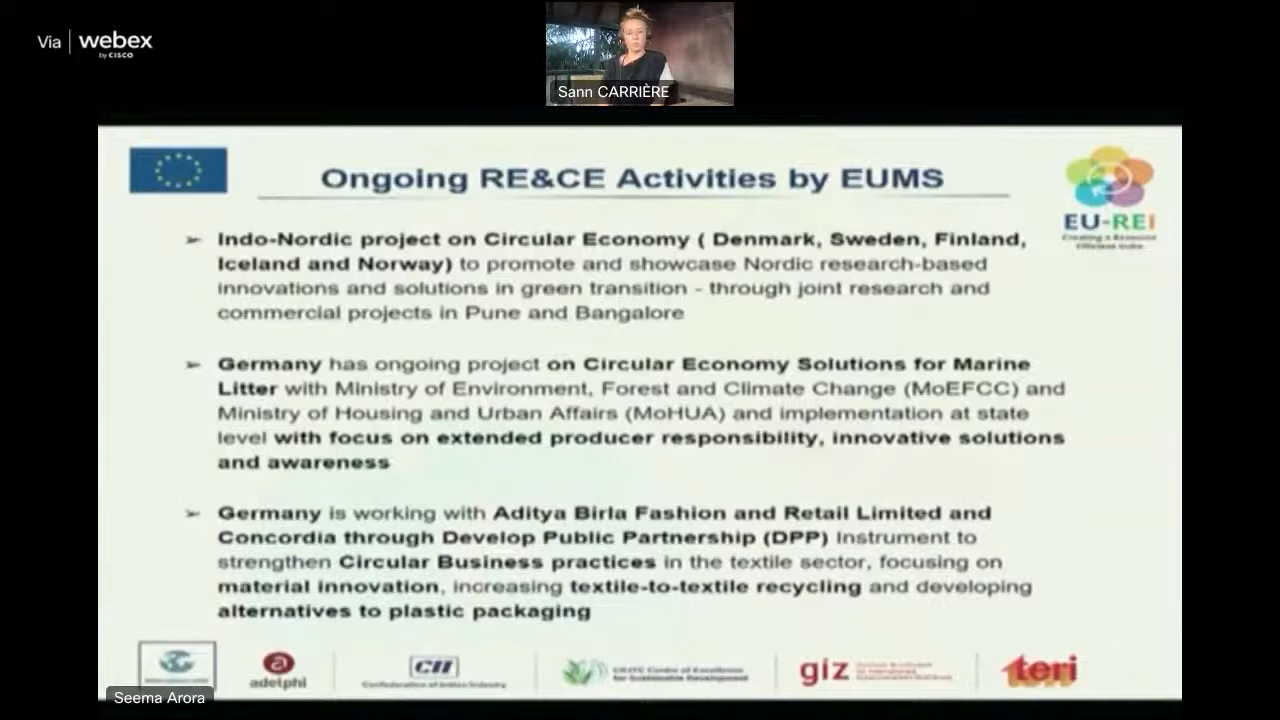 Via webex
by CISCO
Sann CARRIÈRE
Ongoing RE&CE Activities by EUMS
EU-REI
Creating a Resource
Efficient India
➢ Indo-Nordic project on Circular Economy ( Denmark, Sweden, Finland,
Iceland and Norway) to promote and showcase Nordic research-based
innovations and solutions in green transition - through joint research and
commercial projects in Pune and Bangalore
➢ Germany has ongoing project on Circular Economy Solutions for Marine
Litter with Ministry of Environment, Forest and Climate Change (MoEFCC) and
Ministry of Housing and Urban Affairs (MoHUA) and implementation at state
level with focus on extended producer responsibility, innovative solutions
and awareness
➢ Germany is working with Aditya Birla Fashion and Retail Limited and
Concordia through Develop Public Partnership (DPP) Instrument to
strengthen Circular Business practices in the textile sector, focusing on
material innovation, increasing textile-to-textile recycling and developing
alternatives to plastic packaging
adelphi
CII
Confederation of Indian Industry
Centre of Excellence
for Sustainable Development
giz
teri
Seema Arora